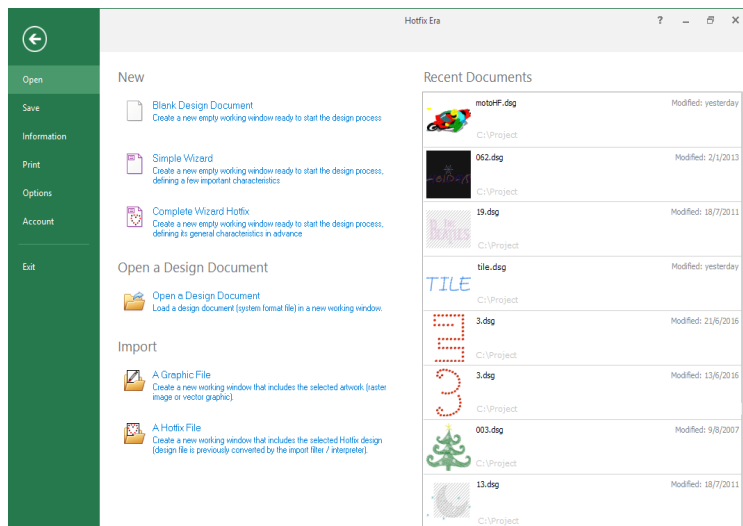 Hotfix Era
?
Open
Save
Information
Print
Options
Account
Exit
New
Blank Design Document
Create a new empty working window ready to start the design process
Simple Wizard
Create a new empty working window ready to start the design process,
defining a few important characteristics
Complete Wizard Hotfix
Create a new empty working window ready to start the design process,
defining its general characteristics in advance
Open a Design Document
Open a Design Document
Load a design document (system format file) in a new working window.
Import
A Graphic File
Create a new working window that includes the selected artwork (raster
image or vector graphic).
A Hotfix File
Create a new working window that includes the selected Hotfix design
(design file is previously converted by the import filter / interpreter).
Recent Documents
motoHF.dsg
Modified: yesterday
C:\Project
062.dsg
Modified: 2/1/2013
C:\Project
19.dsg
Modified: 18/7/2011
C:\Project
BEATLES
tile.dsg
Modified: yesterday
C:\Project
TILE
3.dsg
Modified: 21/6/2016
C:\Project
3.dsg
Modified: 13/6/2016
C:\Project
3
003.dsg
Modified: 9/8/2007
C:\Project
13.dsg
Modified: 18/7/2011
C:\Project